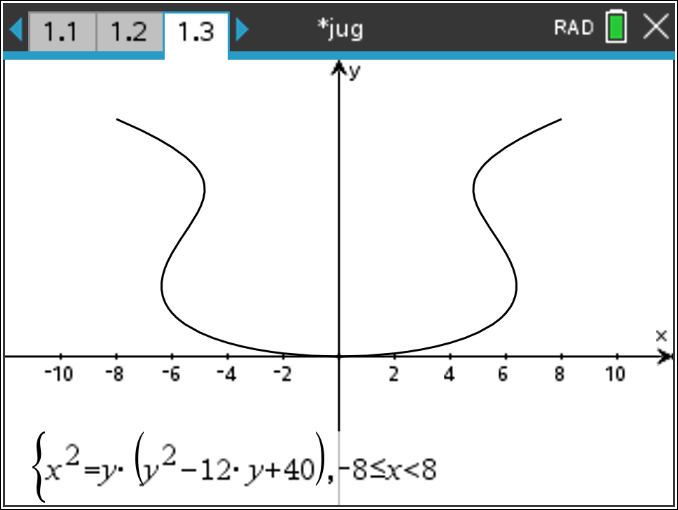 1.1 1.2 1.3 *jug RAD
y
x
-10 -8 -6 -4 -2 2 4 6 8 10
{x²=y·(y²−12·y+40),-8≤x<8